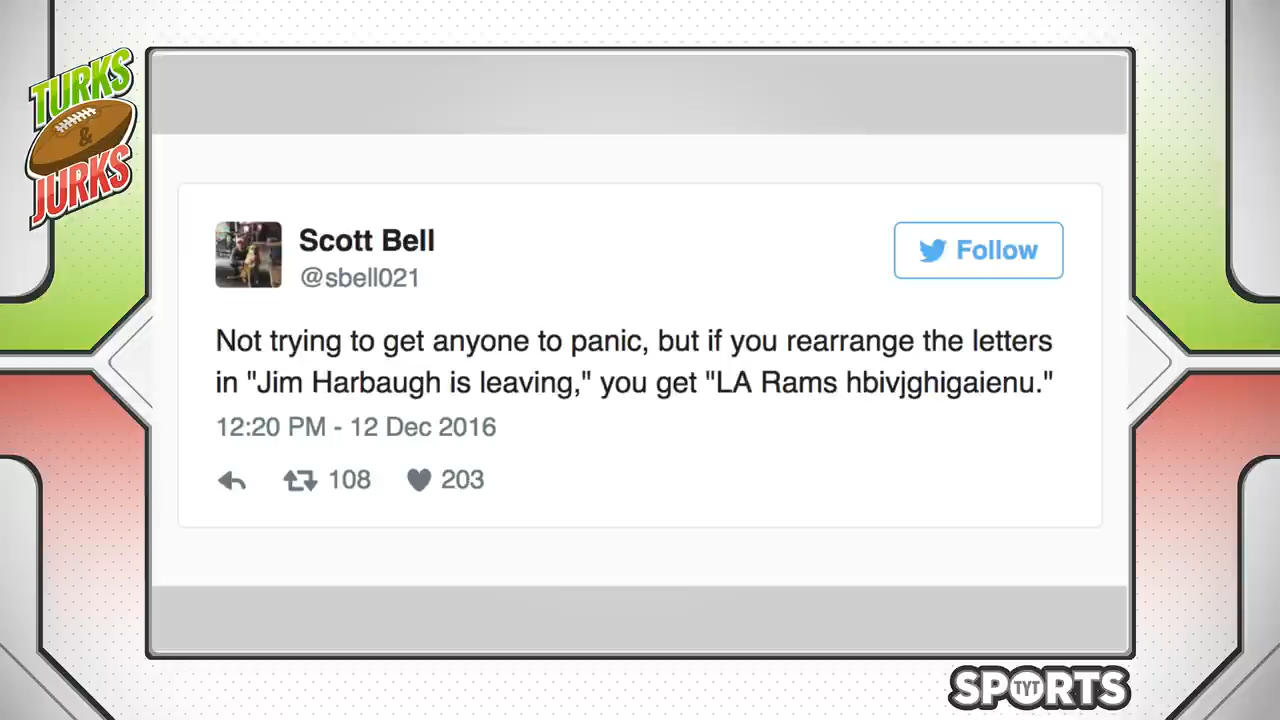 TURKS
&
JURKS
Scott Bell
@sbell021
Follow
Not trying to get anyone to panic, but if you rearrange the letters
in "Jim Harbaugh is leaving," you get "LA Rams hbivjghigaienu."
12:20 PM - 12 Dec 2016
108 203
SPORTS
TYT